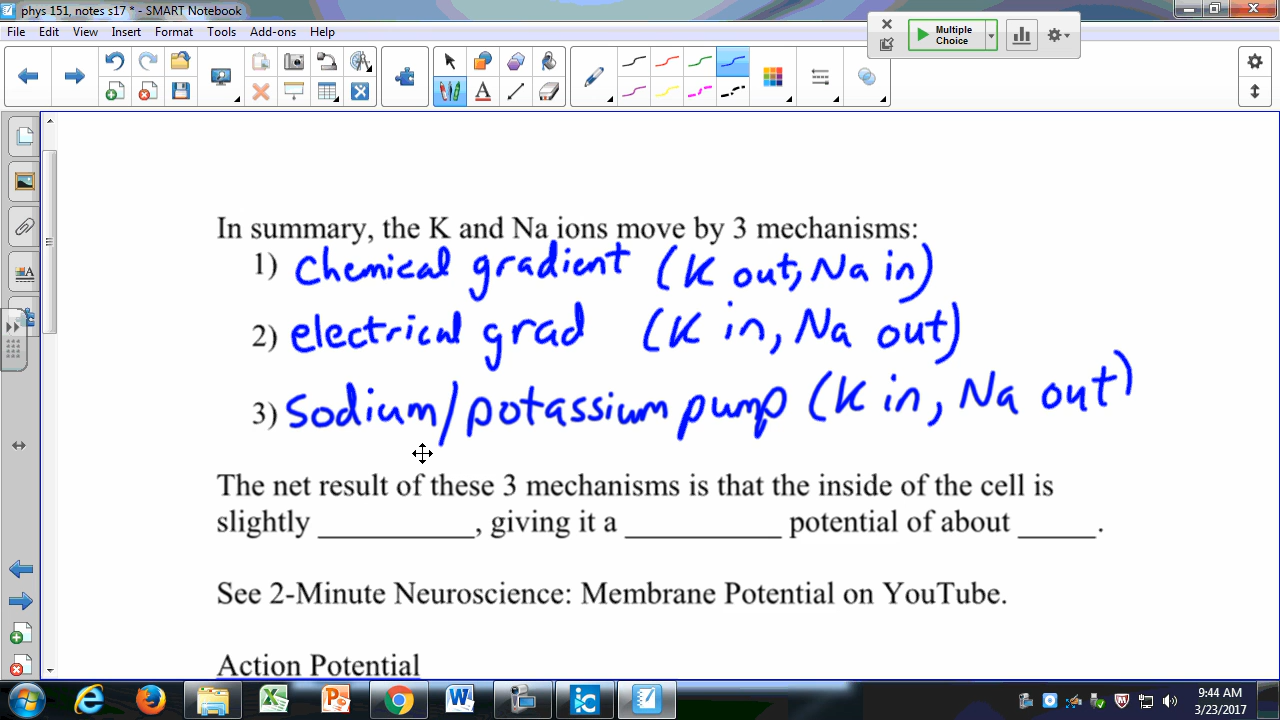 phys 151, notes s17 * - SMART Notebook
File Edit View Insert Format Tools Add-ons Help
Multiple
Choice
In summary, the K and Na ions move by 3 mechanisms:
1) Chemical gradient (K out, Na in)
2) electrical grad (K in, Na out)
3) Sodium/potassium pump (K in, Na out)
The net result of these 3 mechanisms is that the inside of the cell is
slightly __________, giving it a __________ potential of about _____.
See 2-Minute Neuroscience: Membrane Potential on YouTube.
Action Potential
9:44 AM
3/23/2017